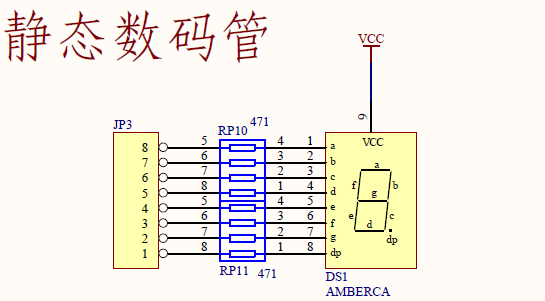 静态数码管
VCC
9
JP3
RP10
471
8 5 4 1 a
7 6 3 2 b
6 7 2 3 c
5 8 1 4 d
4 5 4 5 e
3 6 3 6 f
2 7 2 7 g
1 8 1 8 dp
VCC
a
f
b
g
e
c
d
dp
RP11
471
DS1
AMBERCA